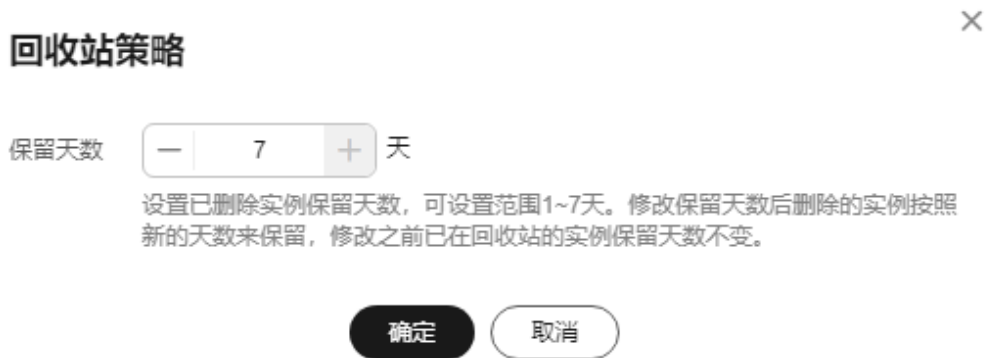 回收站策略
保留天数 7 天
设置已删除实例保留天数，可设置范围1~7天。修改保留天数后删除的实例按照
新的天数来保留，修改之前已在回收站的实例保留天数不变。
确定 取消